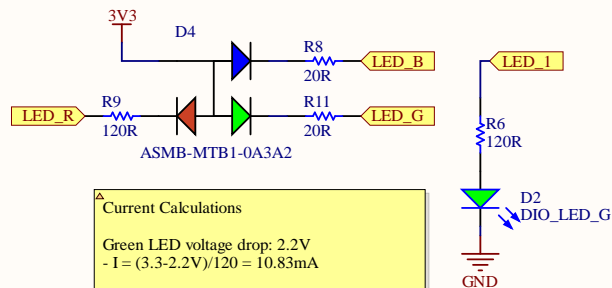 3V3
D4
R8
LED_B
20R
LED_1
R9
R11
LED_R
LED_G
120R
20R
R6
120R
ASMB-MTB1-0A3A2
D2
DIO_LED_G
Current Calculations
Green LED voltage drop: 2.2V
- I = (3.3-2.2V)/120 = 10.83mA
GND